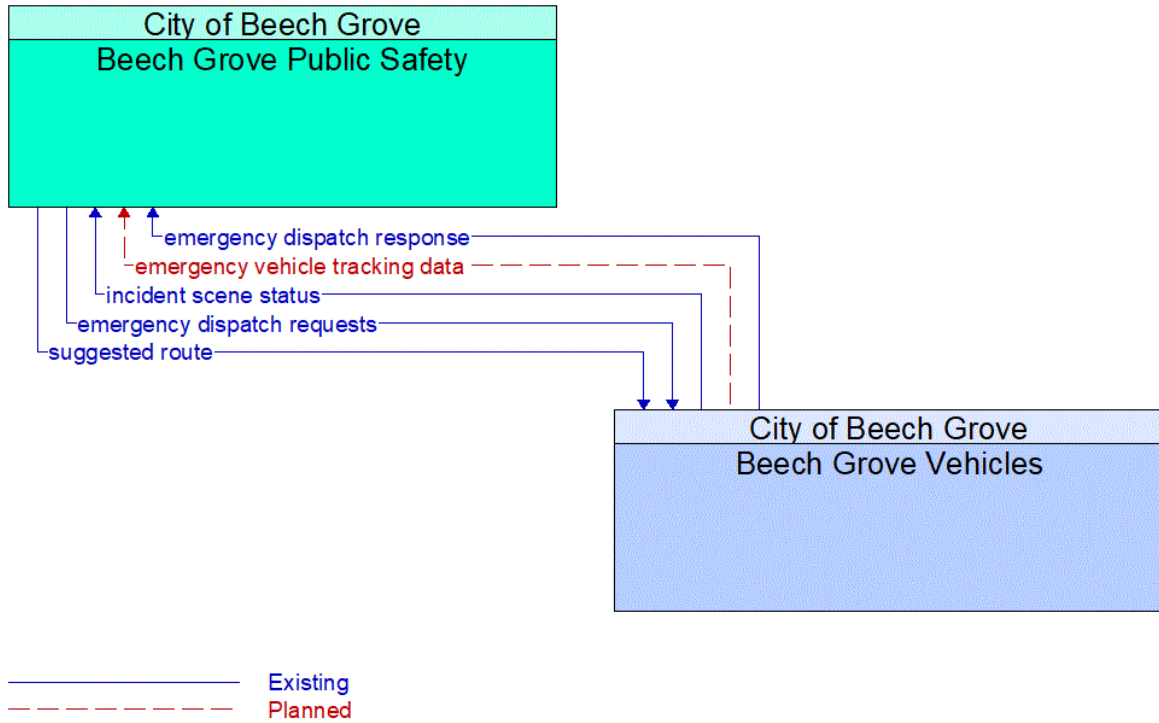 City of Beech Grove
Beech Grove Public Safety
emergency dispatch response
emergency vehicle tracking data
incident scene status
emergency dispatch requests
suggested route
City of Beech Grove
Beech Grove Vehicles
Existing
Planned